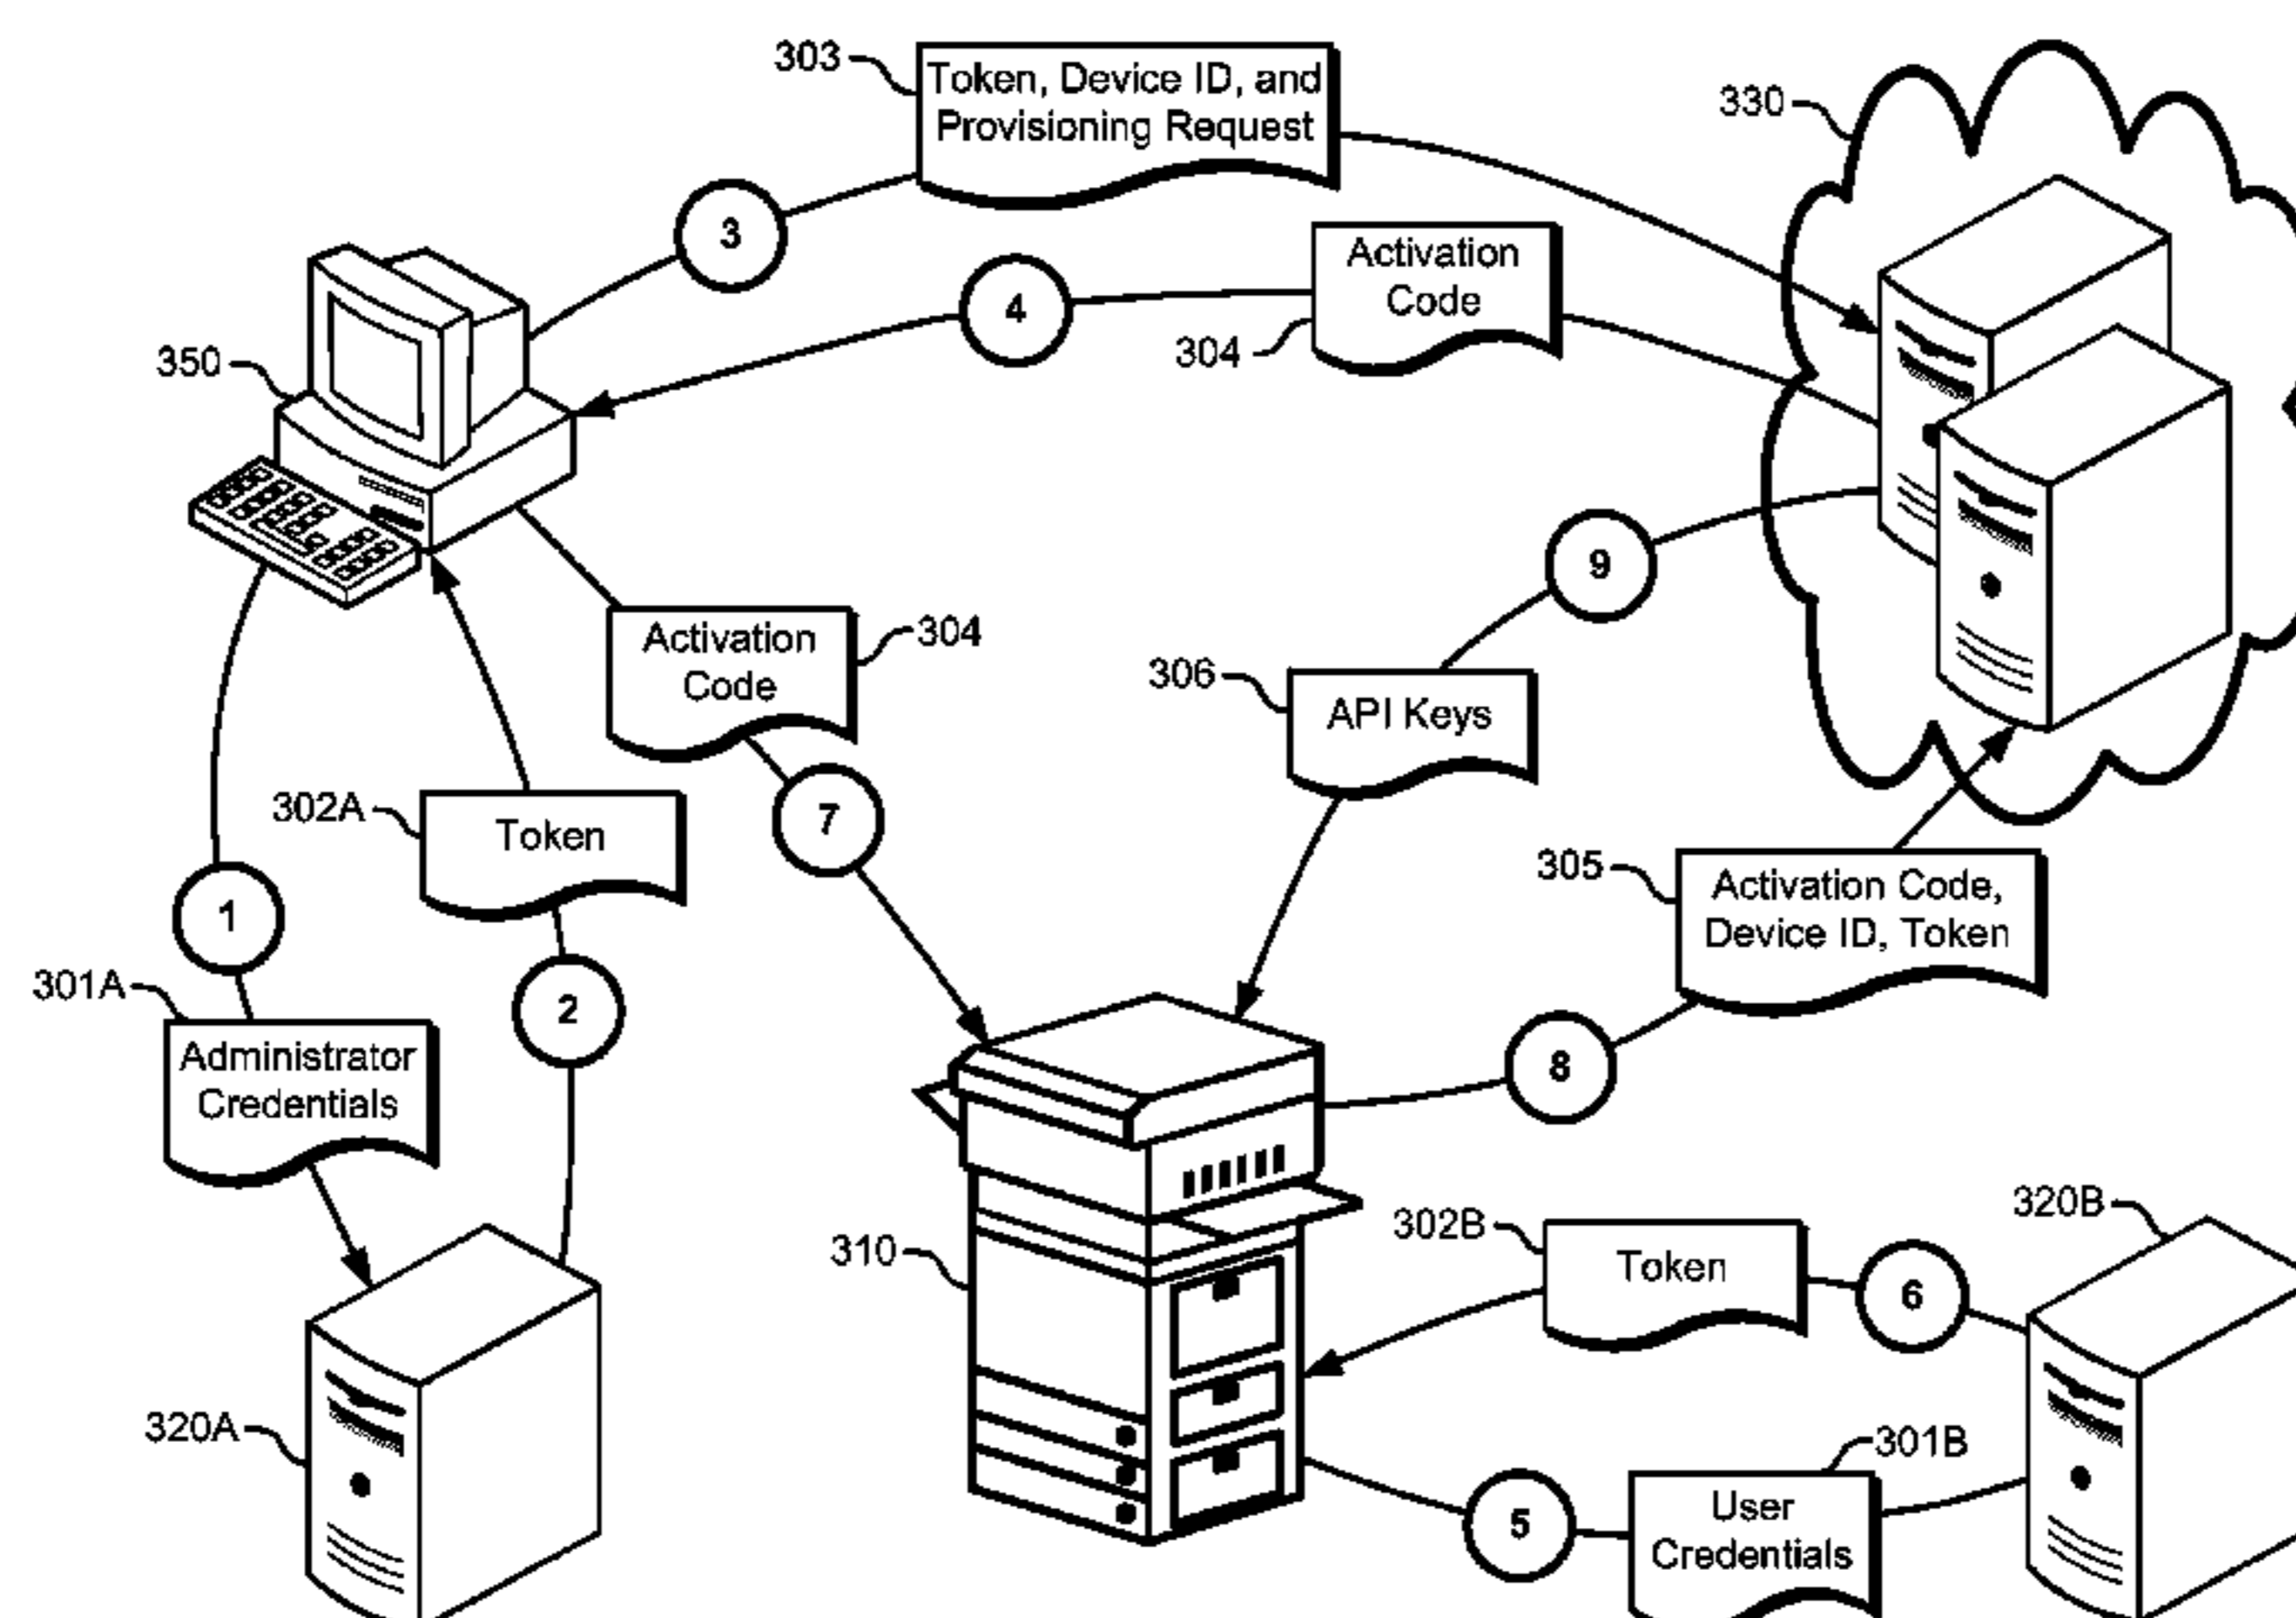 303
Token, Device ID, and
Provisioning Request
330
3
Activation
Code
4
304
350
9
Activation
Code
304
306
API Keys
302A
Token
7
305
Activation Code,
Device ID, Token
1
301A
2
Administrator
Credentials
8
320B
302B
Token
6
310
320A
301B
5
User
Credentials